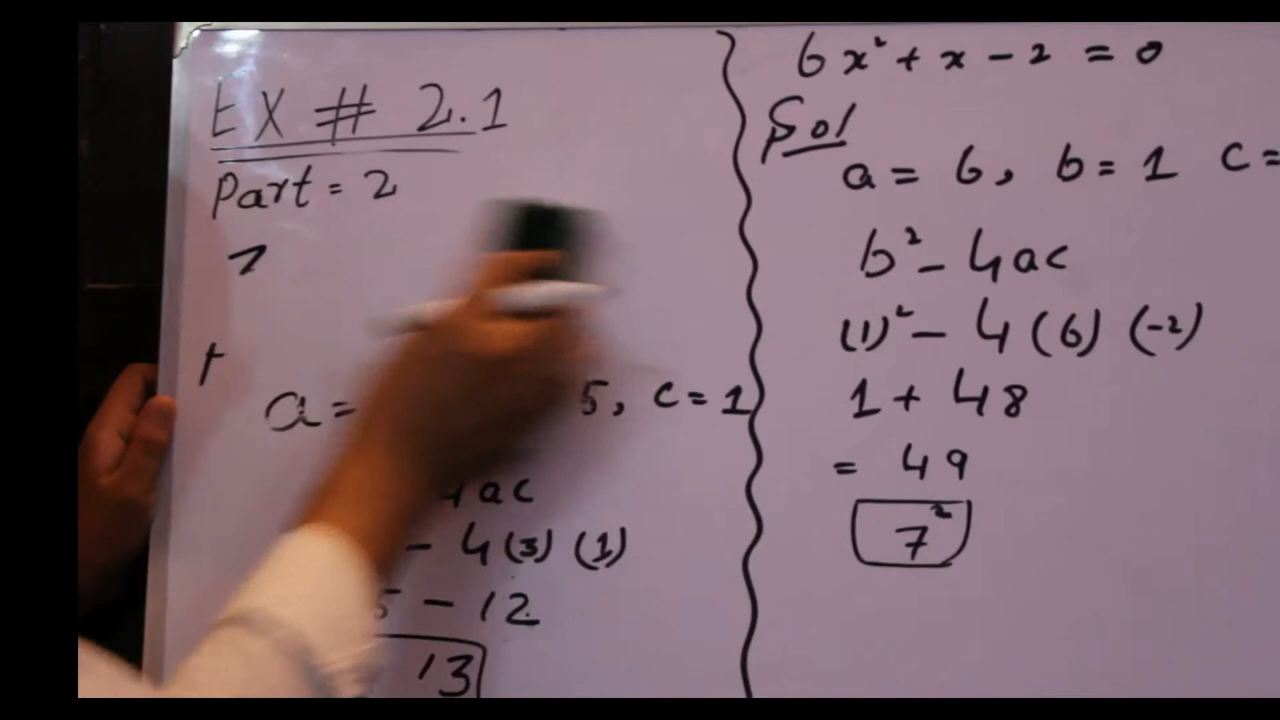 EX # 2.1
Part = 2
a = 5, c = 1
4ac
- 4 (3) (1)
5 - 12
13
6x² + x - 2 = 0
Sol
a = 6, b = 1 c =
b² - 4ac
(1)² - 4 (6) (-2)
1 + 48
= 49
7²